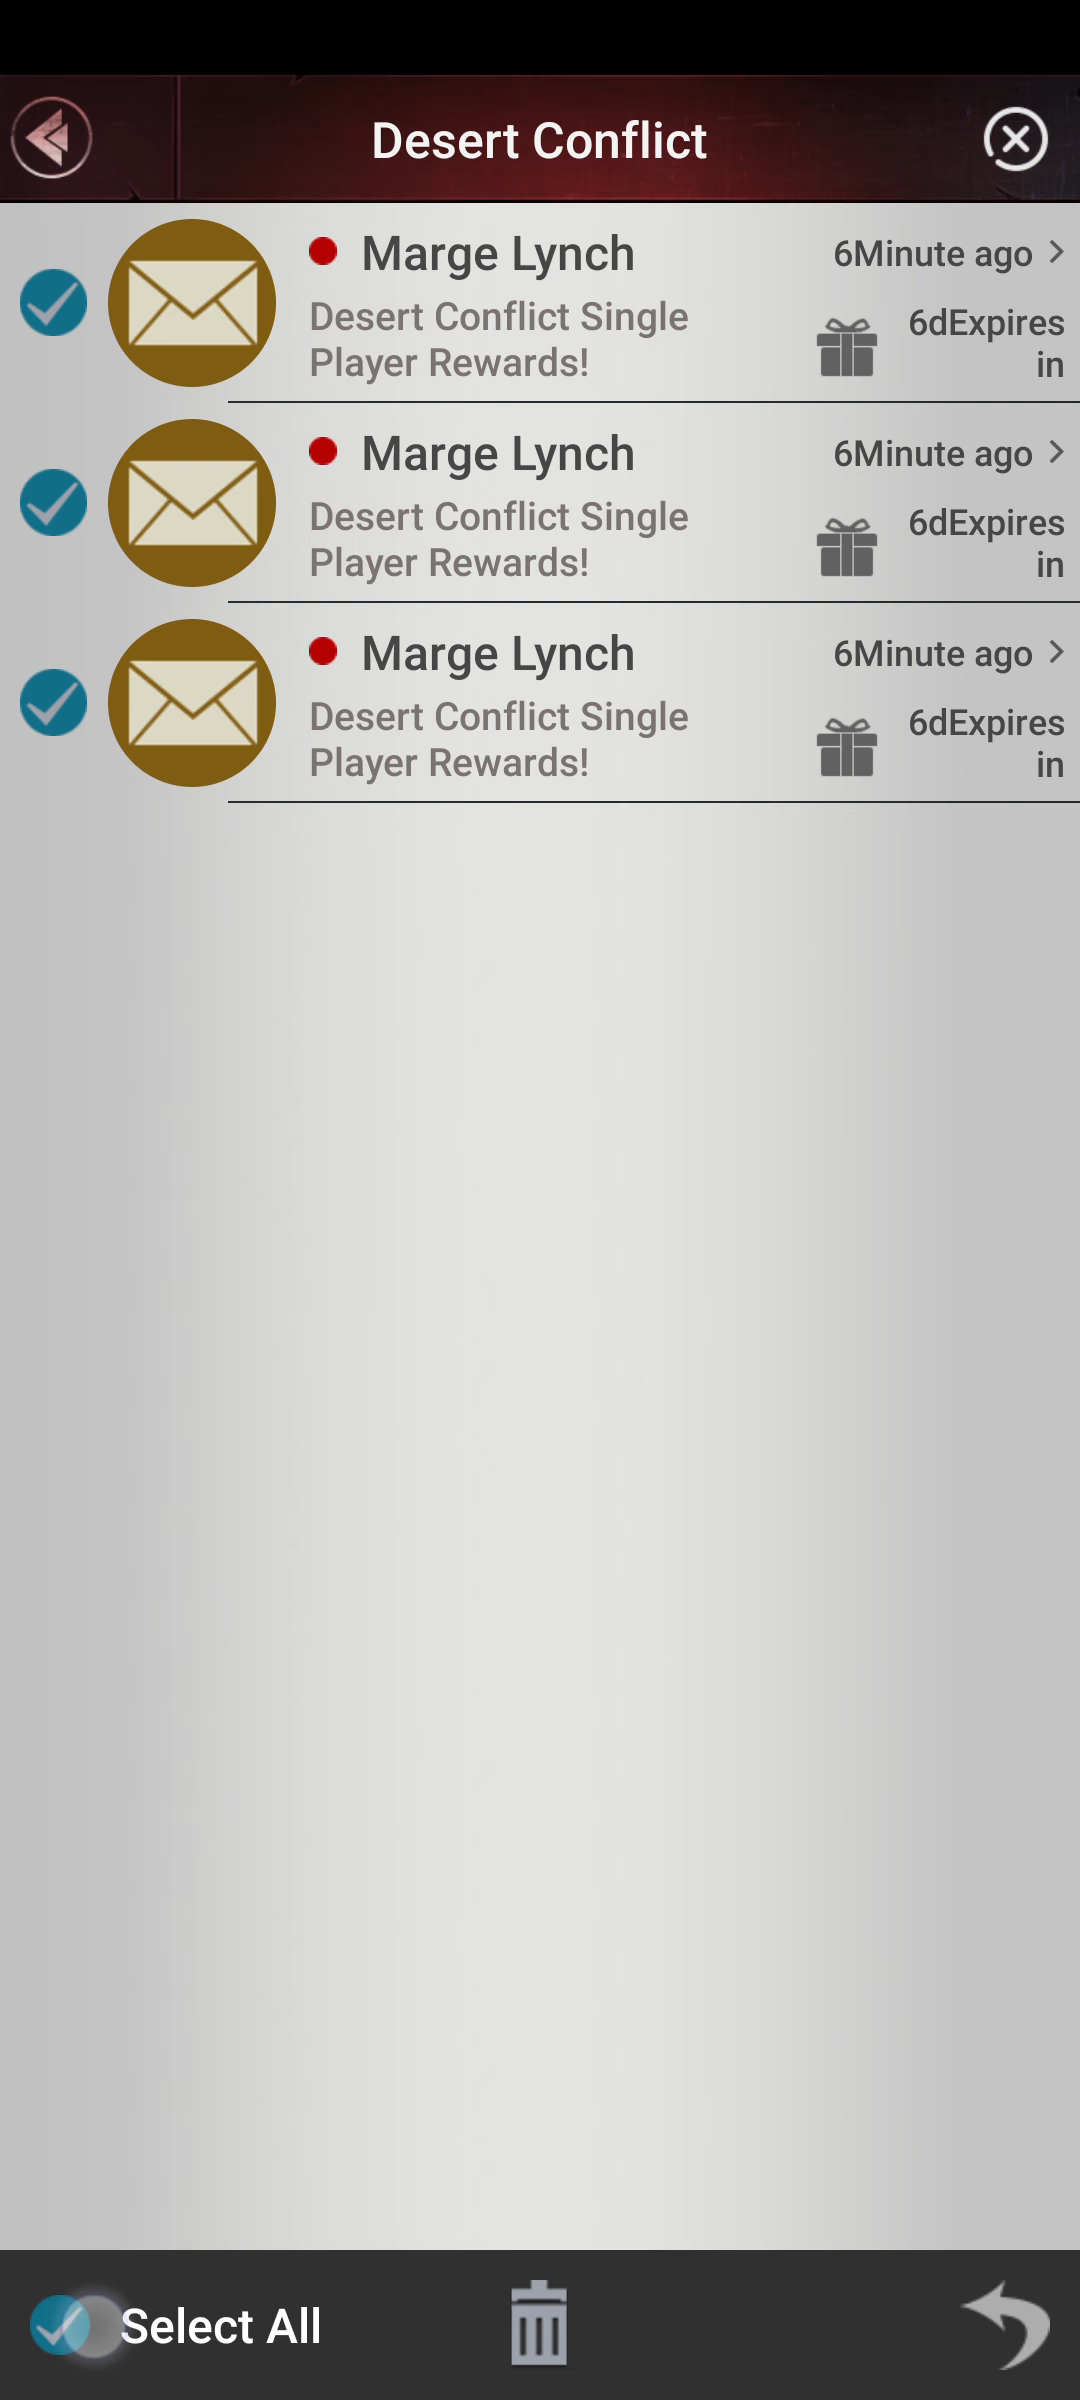 Desert Conflict
Marge Lynch
6Minute ago
Desert Conflict Single
Player Rewards!
6dExpires
in
Marge Lynch
6Minute ago
Desert Conflict Single
Player Rewards!
6dExpires
in
Marge Lynch
6Minute ago
Desert Conflict Single
Player Rewards!
6dExpires
in
Select All